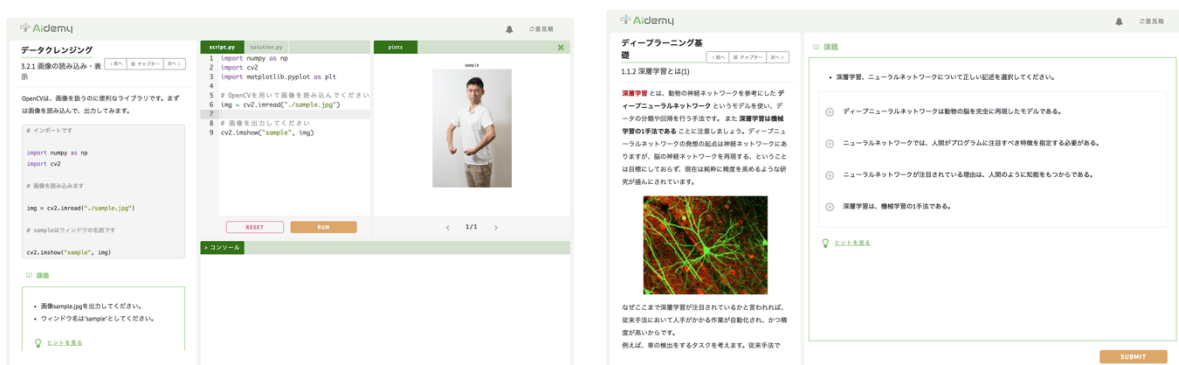 Aidemy
ご意見箱
データクレンジング
3.2.1 画像の読み込み・表示
<前へ
チャプター
次へ>
OpenCVは、画像を扱うのに便利なライブラリです。まず
は画像を読み込んで、出力してみます。
# インポートです
import numpy as np
import cv2
# 画像を読み込みます
img = cv2.imread("./sample.jpg")
# sampleはウィンドウの名前です
cv2.imshow("sample", img)
課題
• 画像sample.jpgを出力してください。
• ウィンドウ名は"sample"としてください。
ヒントを見る
script.py solution.py
1 import numpy as np
2 import cv2
3 import matplotlib.pyplot as plt
4
5 # OpenCVを用いて画像を読み込んでください
6 img = cv2.imread("./sample.jpg")
7
8 # 画像を出力してください
9 cv2.imshow("sample", img)
RESET
RUN
plots
sample
< 1/1 >
> コンソール
Aidemy
ご意見箱
ディープラーニング基
礎
<前へ
チャプター
次へ>
1.1.2 深層学習とは(1)
深層学習 とは、動物の神経ネットワークを参考にした デ
ィープニューラルネットワーク というモデルを使い、デ
ータの分類や回帰を行う手法です。 また 深層学習は機械
学習の1手法である ことに注意しましょう。ディープニュ
ーラルネットワークの発想の起点は神経ネットワークにあ
りますが、脳の神経ネットワークを再現する、ということ
は目標にしておらず、現在は純粋に精度を高めるような研
究が盛んにされています。
なぜここまで深層学習が注目されているかと言われれば、
従来手法において人手がかかる作業が自動化され、かつ精
度が高いからです。
例えば、車の検出をするタスクを考えます。従来手法で
課題
• 深層学習、ニューラルネットワークについて正しい記述を選択してください。
ディープニューラルネットワークは動物の脳を完全に再現したモデルである。
ニューラルネットワークでは、人間がプログラムに注目すべき特徴を指定する必要がある。
ニューラルネットワークが注目されている理由は、人間のように知能をもつからである。
深層学習は、機械学習の1手法である。
ヒントを見る
SUBMIT